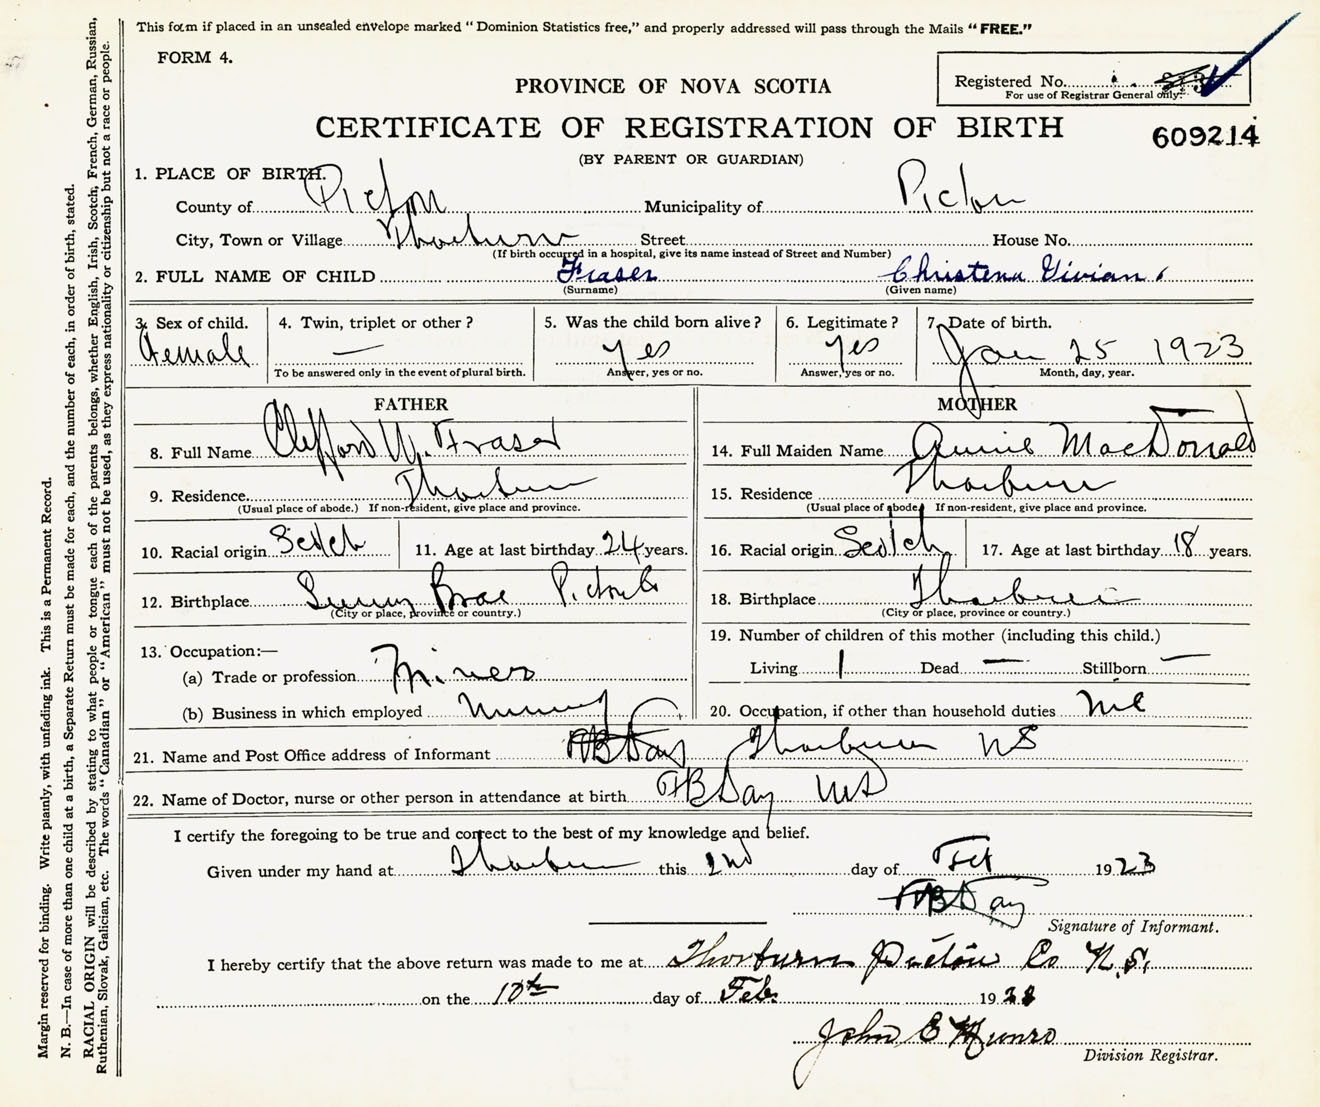 This form if placed in an unsealed envelope marked "Dominion Statistics free," and properly addressed will pass through the Mails "FREE."
FORM 4.
Registered No.
For use of Registrar General only.
PROVINCE OF NOVA SCOTIA
CERTIFICATE OF REGISTRATION OF BIRTH
609214
(BY PARENT OR GUARDIAN)
1. PLACE OF BIRTH.
County of Pictou Municipality of Pictou
City, Town or Village Thorburn Street House No.
(If birth occurred in a hospital, give its name instead of Street and Number)
2. FULL NAME OF CHILD Fraser Christena Vivian
(Surname) (Given name)
3. Sex of child. 4. Twin, triplet or other? 5. Was the child born alive? 6. Legitimate? 7. Date of birth.
Female — yes yes Jan 25 1923
To be answered only in the event of plural birth. Answer, yes or no. Answer, yes or no. Month, day, year.
FATHER
8. Full Name Clifford W. Fraser
9. Residence Thorburn
(Usual place of abode.) If non-resident, give place and province.
10. Racial origin Scotch 11. Age at last birthday 24 years.
12. Birthplace Sunny Brae Pictou Co
(City or place, province or country.)
13. Occupation:—
(a) Trade or profession Miner
(b) Business in which employed Mining
MOTHER
14. Full Maiden Name Annie MacDonald
15. Residence Thorburn
(Usual place of abode) If non-resident, give place and province.
16. Racial origin Scotch 17. Age at last birthday 18 years.
18. Birthplace Thorburn
(City or place, province or country.)
19. Number of children of this mother (including this child.)
Living 1 Dead — Stillborn —
20. Occupation, if other than household duties
21. Name and Post Office address of Informant Day Thorburn NS
22. Name of Doctor, nurse or other person in attendance at birth Day MD
I certify the foregoing to be true and correct to the best of my knowledge and belief.
Given under my hand at Thorburn this 2nd day of Feb 1923
Day
Signature of Informant.
I hereby certify that the above return was made to me at Thorburn Pictou Co N.S.
on the 10th day of Feb. 19
John E Munro
Division Registrar.
Margin reserved for binding. Write plainly, with unfading ink. This is a Permanent Record.
N. B.—In case of more than one child at a birth, a Separate Return must be made for each, and the number of each, in order of birth, stated.
RACIAL ORIGIN will be described by stating to what people or tongue each of the parents belongs, whether English, Irish, Scotch, French, German, Russian,
Ruthenian, Slovak, Galician, etc. The words "Canadian" or "American" must not be used, as they express nationality or citizenship but not a race or people.